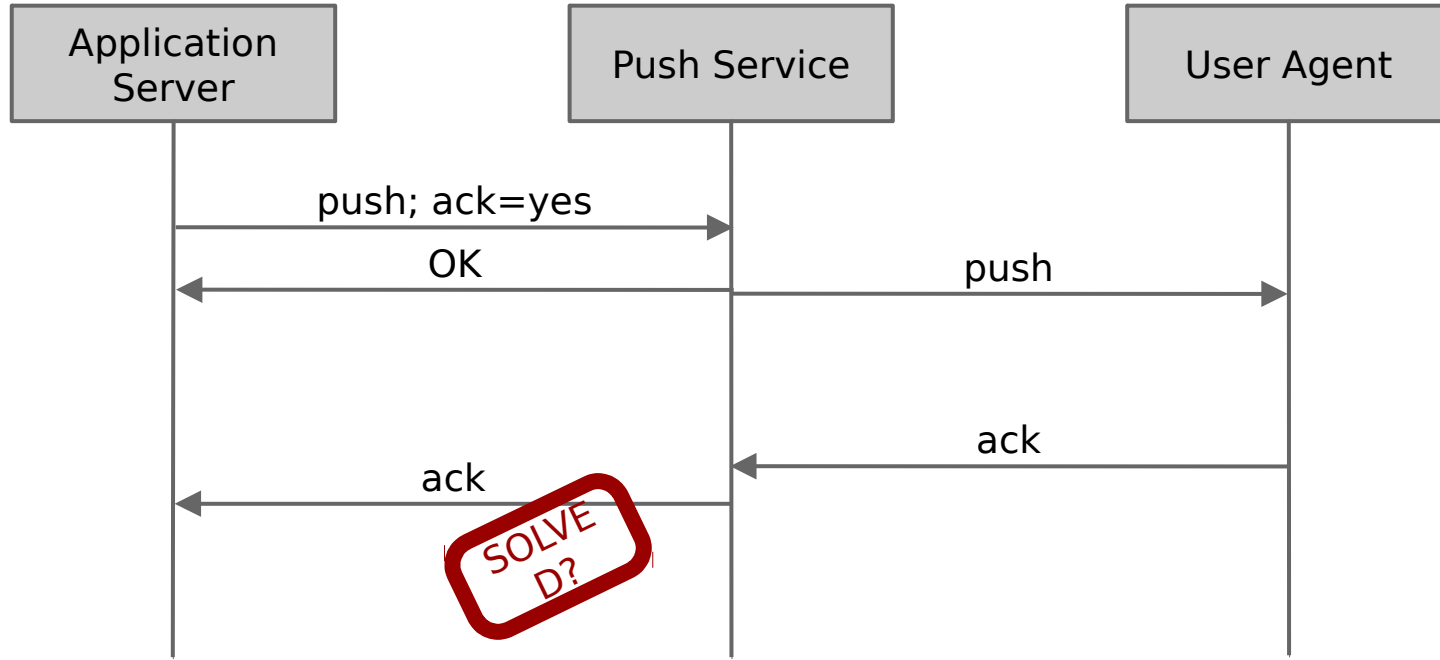 Application
Server
Push Service
User Agent
push; ack=yes
OK
push
ack
ack
SOLVE
D?